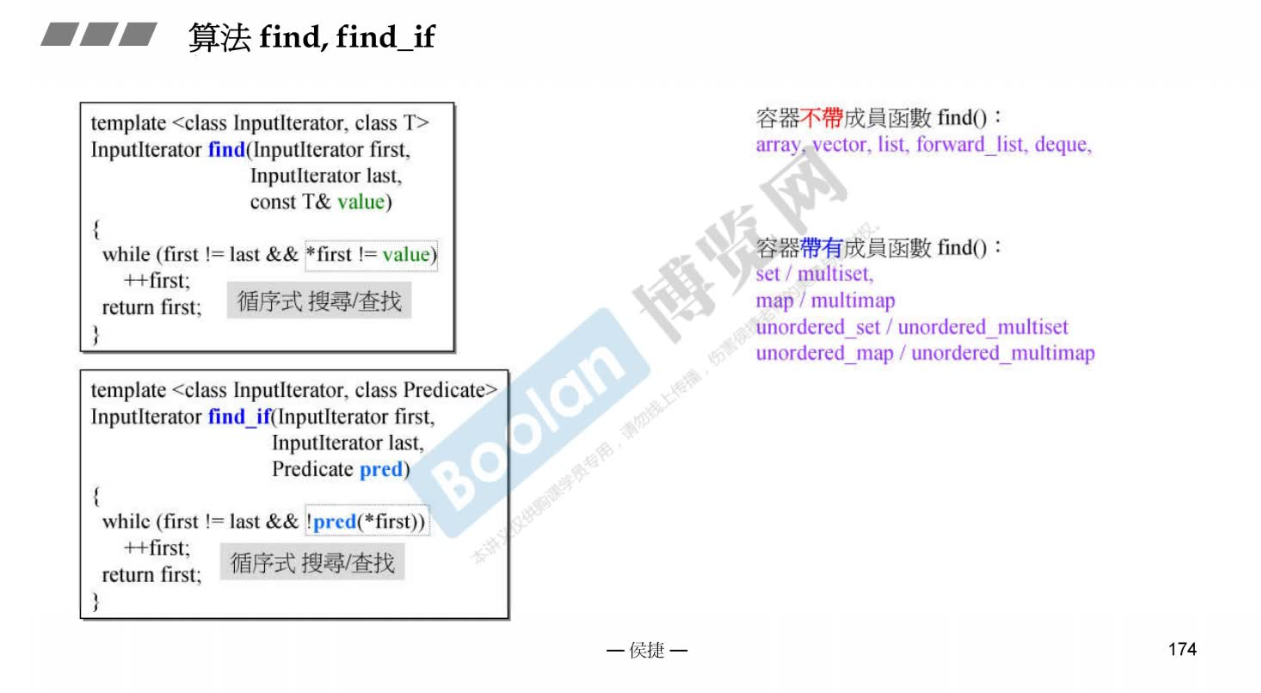 算法 find, find_if
template <class InputIterator, class T>
InputIterator find(InputIterator first,
InputIterator last,
const T& value)
{
while (first != last && *first != value)
++first;
return first;
循序式 搜尋/查找
}
template <class InputIterator, class Predicate>
InputIterator find_if(InputIterator first,
InputIterator last,
Predicate pred)
{
while (first != last && !pred(*first))
++first;
return first;
循序式 搜尋/查找
}
容器不帶成員函數 find()：
array, vector, list, forward_list, deque,
容器帶有成員函數 find()：
set / multiset,
map / multimap
unordered_set / unordered_multiset
unordered_map / unordered_multimap
Boolan 博览网
本讲义仅供购课学员专用，请勿线上传播，伤害侯捷老师的
— 侯捷 —
174